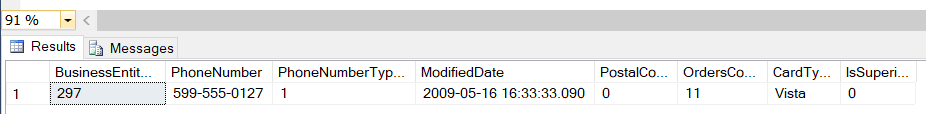 91 %
Results Messages
BusinessEntit... PhoneNumber PhoneNumberTyp... ModifiedDate PostalCo... OrdersCo... CardTy... IsSuperi...
1 297 599-555-0127 1 2009-05-16 16:33:33.090 0 11 Vista 0